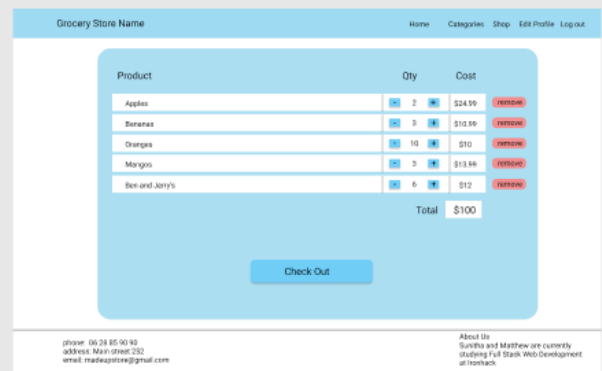 Grocery Store Name Home Categories Shop Edit Profile Log out
Product Qty Cost
Apples - 2 + $24.99 remove
Bananas - 3 + $10.99 remove
Oranges - 10 + $10 remove
Mangos - 3 + $13.99 remove
Ben and Jerry's - 6 + $12 remove
Total $100
Check Out
phone: 06 28 85 90 90
address: Main street 232
email: madeupstore@gmail.com
About Us
Sunitha and Matthew are currently
studying Full Stack Web Development
at Ironhack